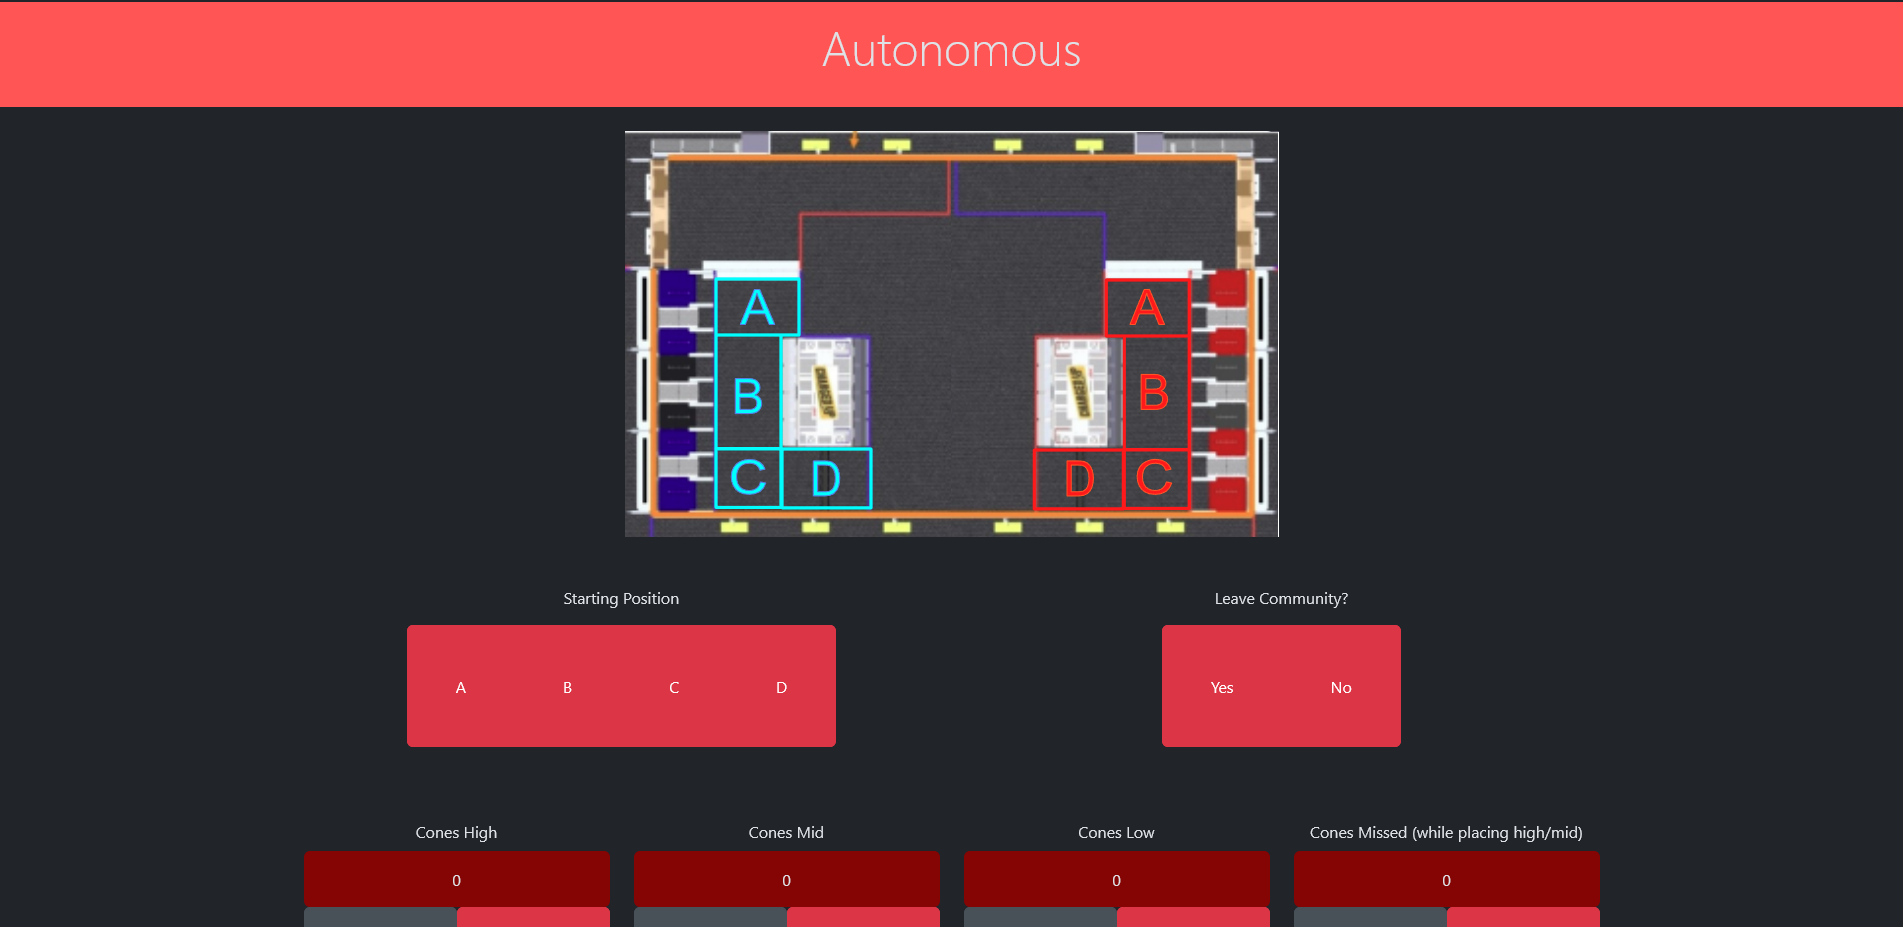 Autonomous
A A
B B
C D D C
Starting Position Leave Community?
A B C D Yes No
Cones High Cones Mid Cones Low Cones Missed (while placing high/mid)
0 0 0 0